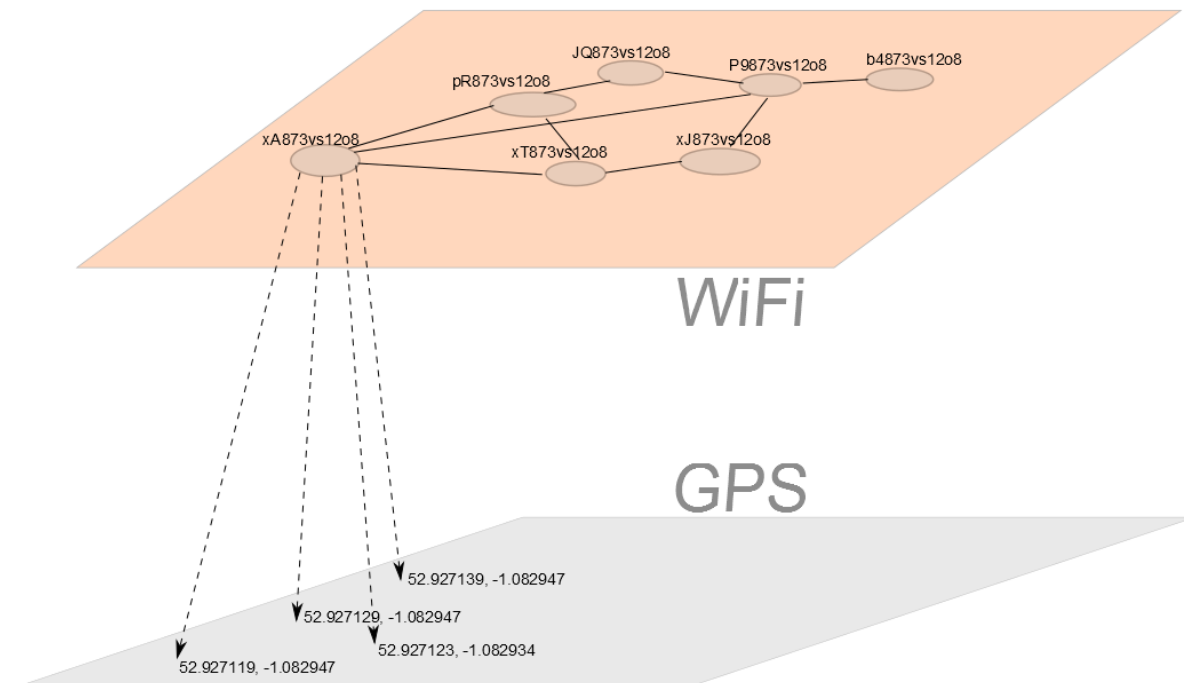 JQ873vs12o8
P9873vs12o8
b4873vs12o8
pR873vs12o8
xA873vs12o8
xT873vs12o8
xJ873vs12o8
WiFi
GPS
52.927139, -1.082947
52.927129, -1.082947
52.927123, -1.082934
52.927119, -1.082947